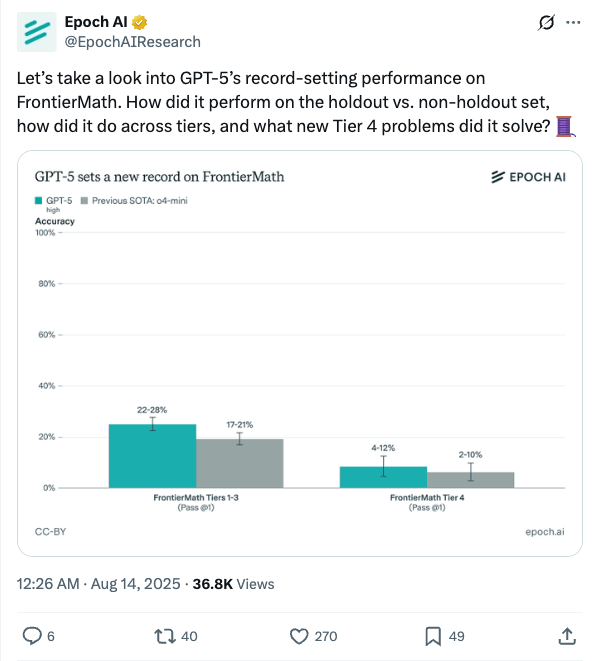 Epoch AI
@EpochAIResearch
Let’s take a look into GPT-5’s record-setting performance on
FrontierMath. How did it perform on the holdout vs. non-holdout set,
how did it do across tiers, and what new Tier 4 problems did it solve? 🧵
GPT-5 sets a new record on FrontierMath
EPOCH AI
GPT-5 Previous SOTA: o4-mini
high
Accuracy
100%
80%
60%
40%
20%
0%
22-28%
17-21%
4-12%
2-10%
FrontierMath Tiers 1-3
(Pass @1)
FrontierMath Tier 4
(Pass @1)
CC-BY
epoch.ai
12:26 AM · Aug 14, 2025 · 36.8K Views
6 40 270 49